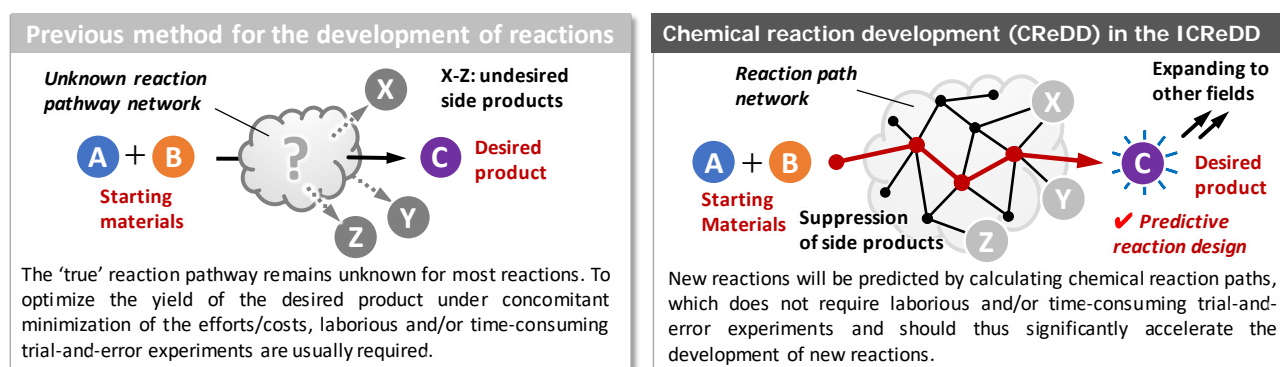 Previous method for the development of reactions
Unknown reaction
pathway network
X-Z: undesired
side products
X
?
A + B
C
Desired
product
Starting
materials
Y
Z
The ‘true’ reaction pathway remains unknown for most reactions. To
optimize the yield of the desired product under concomitant
minimization of the efforts/costs, laborious and/or time-consuming
trial-and-error experiments are usually required.
Chemical reaction development (CReDD) in the ICReDD
Reaction path
network
Expanding to
other fields
X
A + B
C
Desired
product
Starting
Materials
Y
Suppression
of side products
Z
✔ Predictive
reaction design
New reactions will be predicted by calculating chemical reaction paths,
which does not require laborious and/or time-consuming trial-and-
error experiments and should thus significantly accelerate the
development of new reactions.